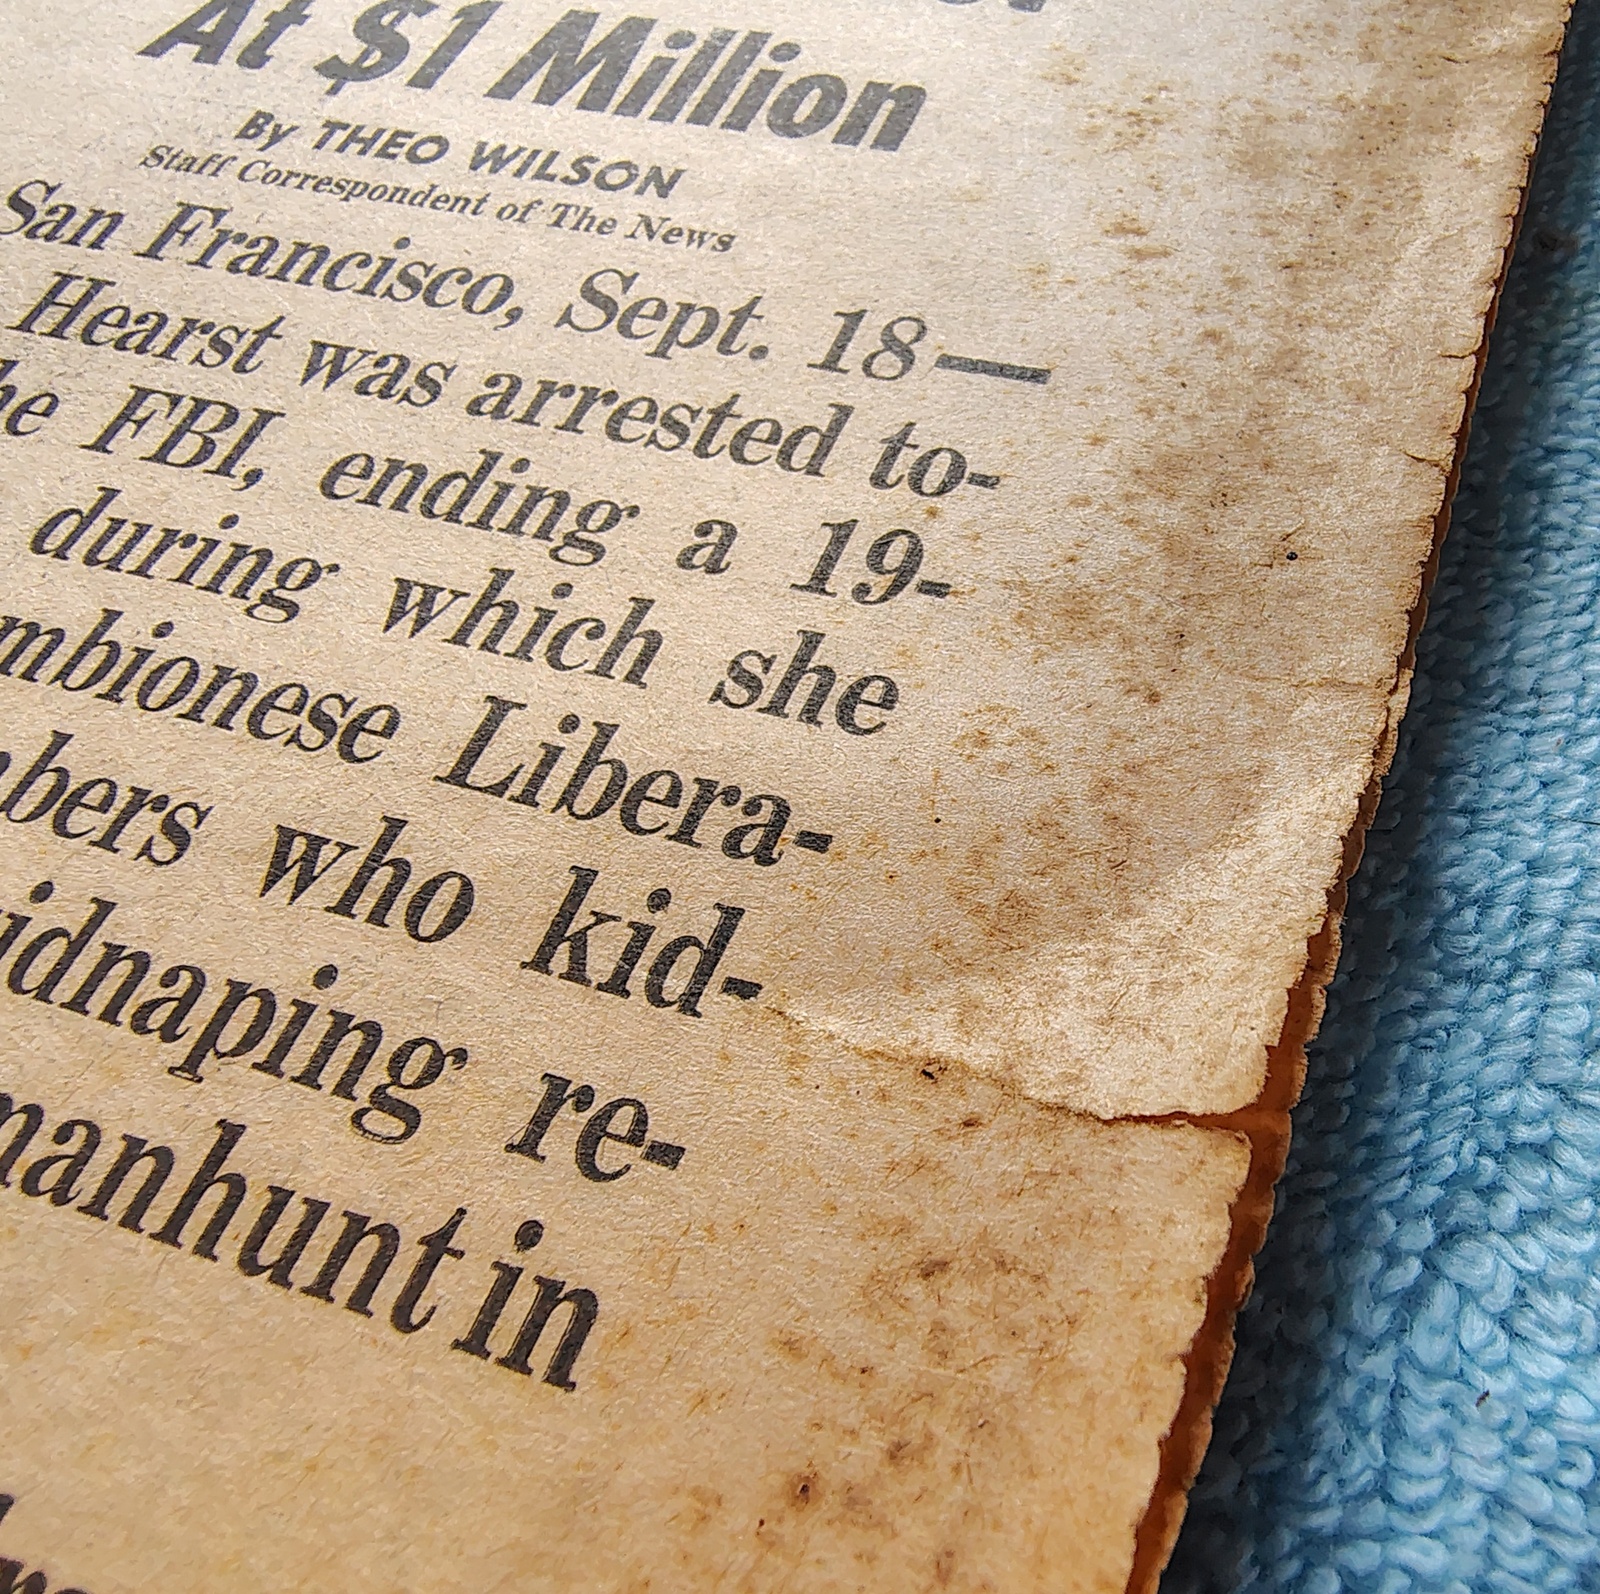 At $1 Million
By THEO WILSON
Staff Correspondent of The News
San Francisco, Sept. 18—
Hearst was arrested to-
he FBI, ending a 19-
during which she
mbionese Libera-
bers who kid-
idnaping re-
manhunt in